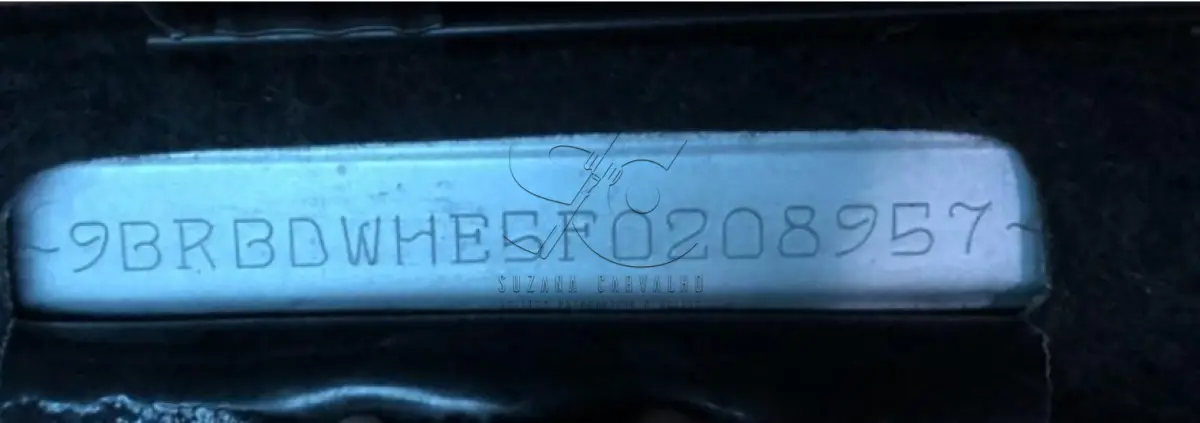 ~9BRBDWHE5F0208957~
SUZANA CARVALHO